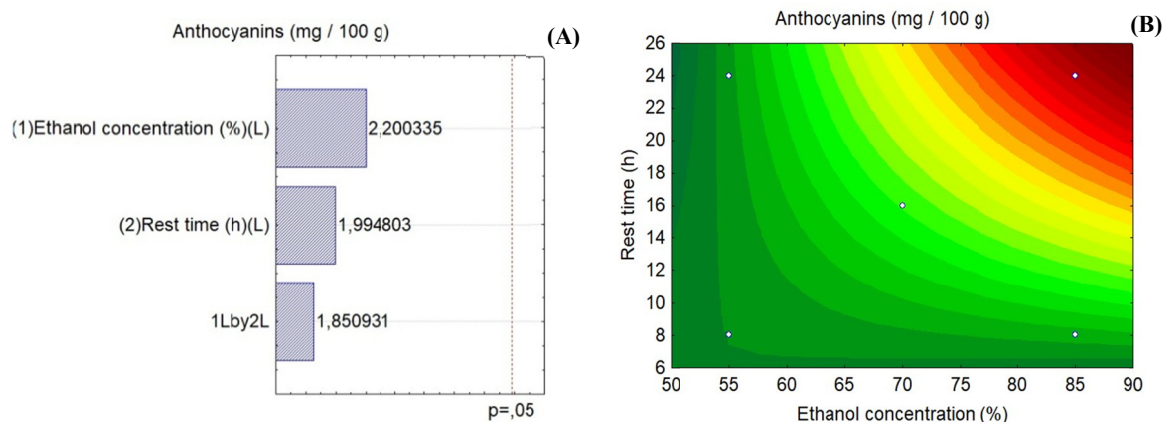 Anthocyanins (mg / 100 g)
(A)
(1)Ethanol concentration (%)(L)
2,200335
(2)Rest time (h)(L)
1,994803
1Lby2L
1,850931
p=,05
Anthocyanins (mg / 100 g)
(B)
Rest time (h)
26
24
22
20
18
16
14
12
10
8
6
50 55 60 65 70 75 80 85 90
Ethanol concentration (%)